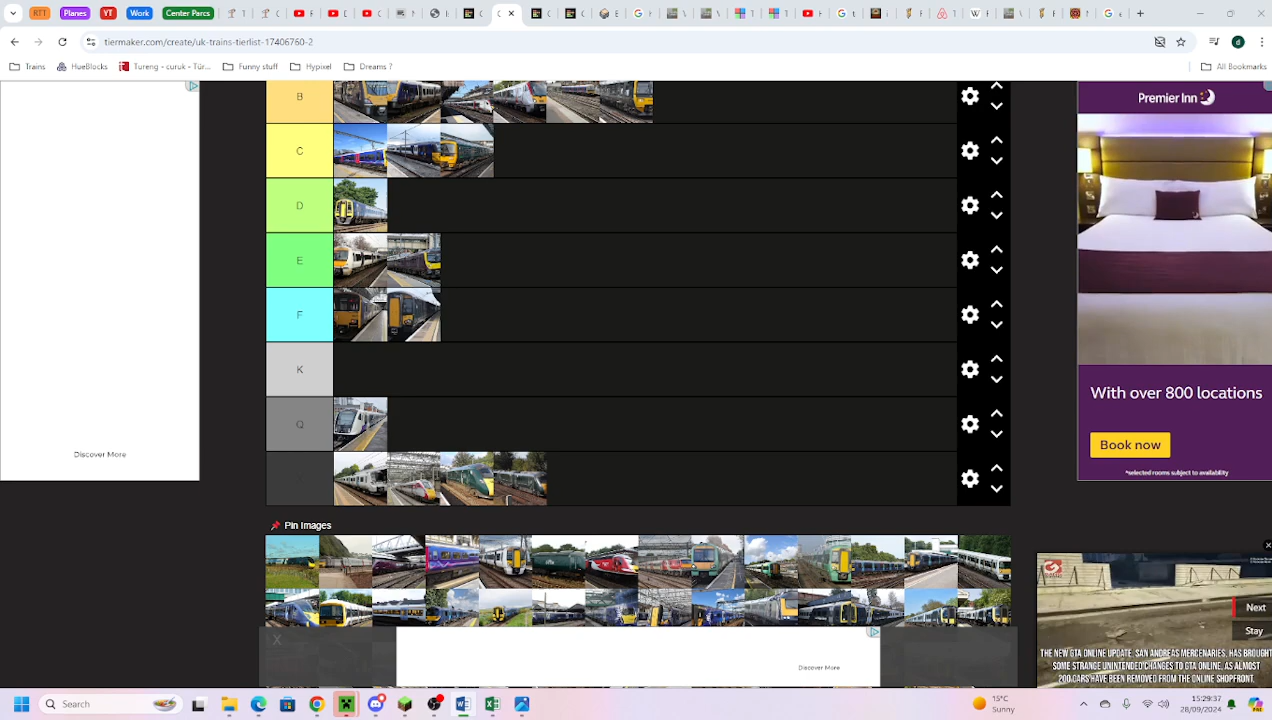 RTT
Planes
YT2
Work
Center Parcs
tiermaker.com/create/uk-trains-tierlist-17406760-2
Trains
HueBlocks
Tureng - curuk - Tür...
Funny stuff
Hypixel
Dreams 7
All Bookmarks
B
C
D
E
F
K
Q
Discover More
Premier Inn
With over 800 locations
Book now
*selected rooms subject to availability
Pin Images
X
Discover More
Next
Stay
THE NEW GTA ONLINE UPDATE, SAN ANDREAS MERCENARIES, HAS BROUGHT
SOME STRANGE UNINTENDED CHANGES TO GTA ONLINE, AS ALMOST
200 CARS HAVE BEEN REMOVED FROM THE ONLINE SHOPFRONT.
Search
15°C
Sunny
15:29:37
28/09/2024